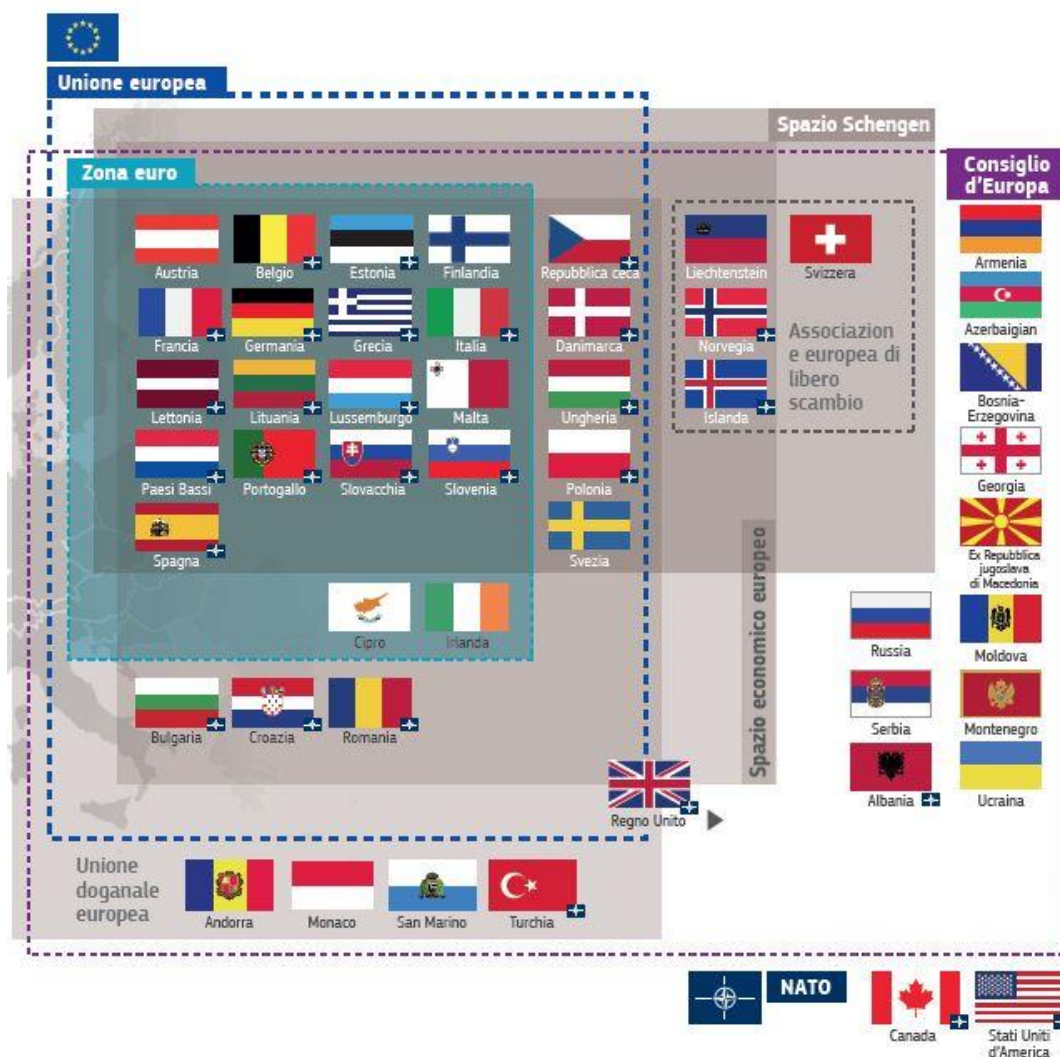 Unione europea
Spazio Schengen
Zona euro
Consiglio
d'Europa
Austria
Belgio
Estonia
Finlandia
Repubblica ceca
Liechtenstein
Svizzera
Armenia
Francia
Germania
Grecia
Italia
Danimarca
Norvegia
Associazion
e europea di
libero
scambio
Azerbaigian
Lettonia
Lituania
Lussemburgo
Malta
Ungheria
Islanda
Bosnia-
Erzegovina
Paesi Bassi
Portogallo
Slovacchia
Slovenia
Polonia
Georgia
Spagna
Svezia
Ex Repubblica
jugoslava
di Macedonia
Cipro
Irlanda
Spazio economico europeo
Russia
Moldova
Bulgaria
Croazia
Romania
Serbia
Montenegro
Regno Unito
Albania
Ucraina
Unione
doganale
europea
Andorra
Monaco
San Marino
Turchia
NATO
Canada
Stati Uniti
d'America